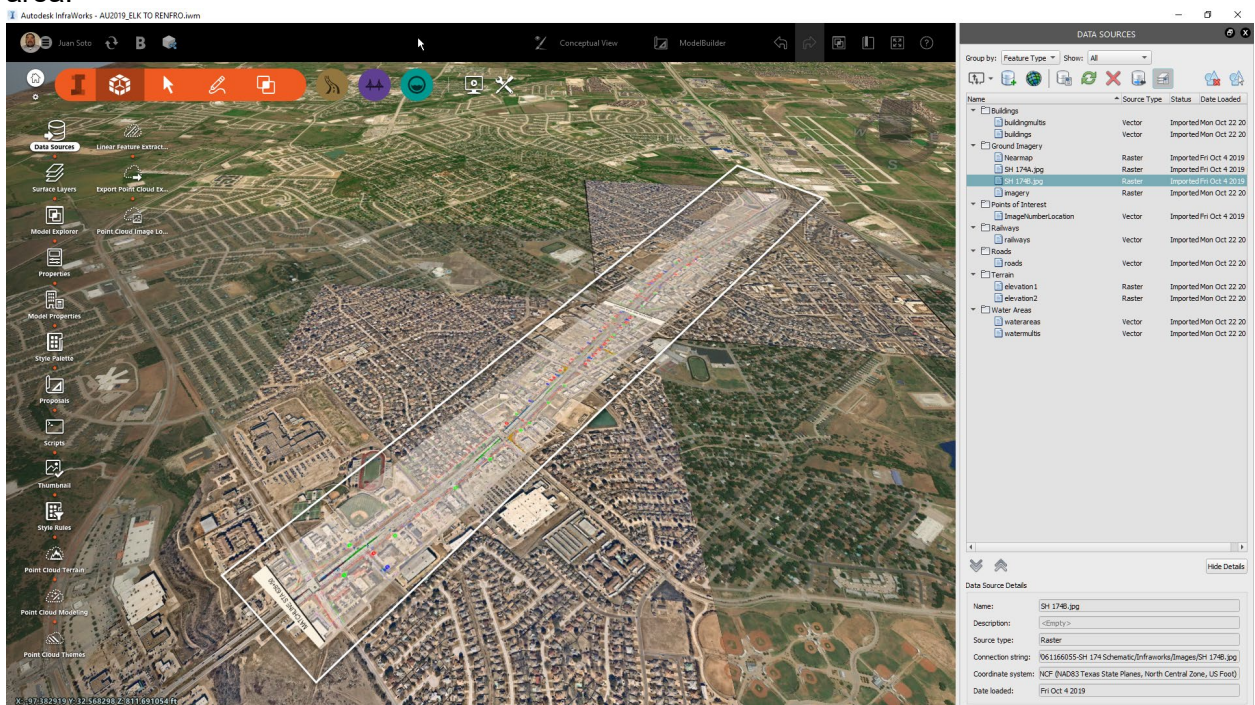 area.
Autodesk InfraWorks - AU2019_ELK TO RENFRO.iwm
Juan Soto
B
Conceptual View
ModelBuilder
Data Sources
Linear Feature Extract...
Surface Layers
Export Point Cloud Ex...
Model Explorer
Point Cloud Image Lo...
Properties
Model Properties
Style Palette
Proposals
Scripts
Thumbnail
Style Rules
Point Cloud Terrain
Point Cloud Modeling
Point Cloud Themes
S
X: -97.382919 Y: 32.568298 Z: 811.691054 ft
DATA SOURCES
Group by: Feature Type Show: All
Name Source Type Status Date Loaded
Buildings
buildingmultis Vector Imported Mon Oct 22 20
buildings Vector Imported Mon Oct 22 20
Ground Imagery
Nearmap Raster Imported Fri Oct 4 2019
SH 174A.jpg Raster Imported Fri Oct 4 2019
SH 174B.jpg Raster Imported Fri Oct 4 2019
imagery Raster Imported Mon Oct 22 20
Points of Interest
ImageNumberLocation Vector Imported Fri Oct 4 2019
Railways
railways Vector Imported Mon Oct 22 20
Roads
roads Vector Imported Mon Oct 22 20
Terrain
elevation1 Raster Imported Mon Oct 22 20
elevation2 Raster Imported Mon Oct 22 20
Water Areas
waterareas Vector Imported Mon Oct 22 20
watermultis Vector Imported Mon Oct 22 20
Hide Details
Data Source Details
Name: SH 174B.jpg
Description: <Empty>
Source type: Raster
Connection string: 061166055-SH 174 Schematic/Infraworks/Images/SH 174B.jpg
Coordinate system: NCF (NAD83 Texas State Planes, North Central Zone, US Foot)
Date loaded: Fri Oct 4 2019